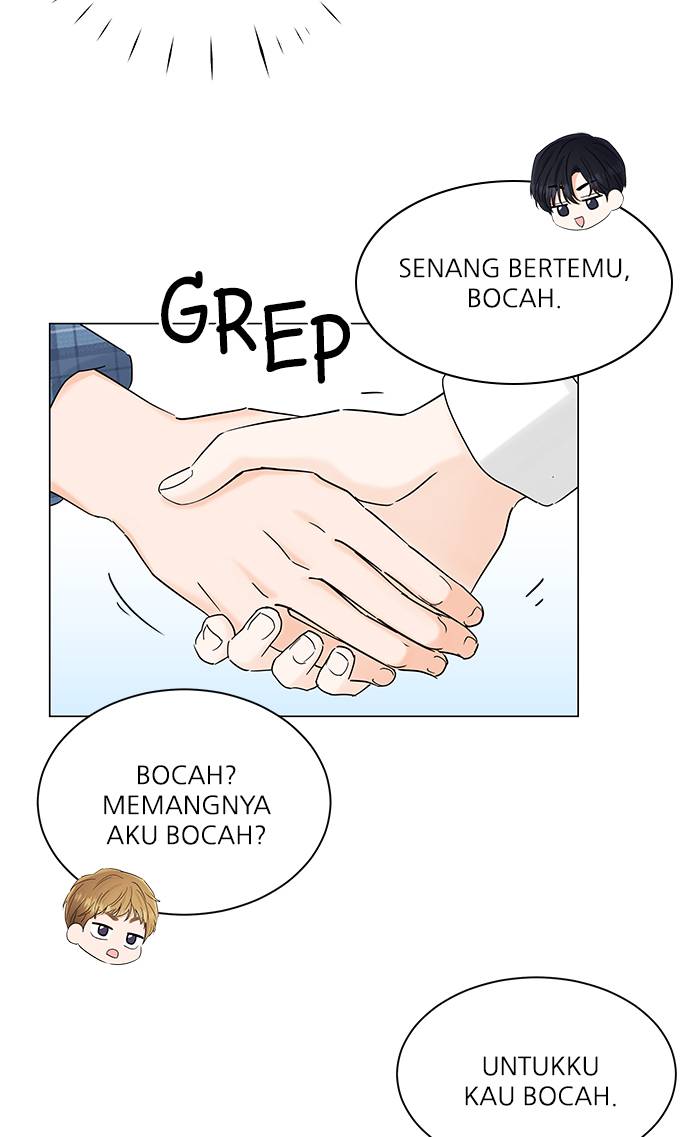 SENANG BERTEMU,
BOCAH.
GREP
BOCAH?
MEMANGNYA
AKU BOCAH?
UNTUKKU
KAU BOCAH.